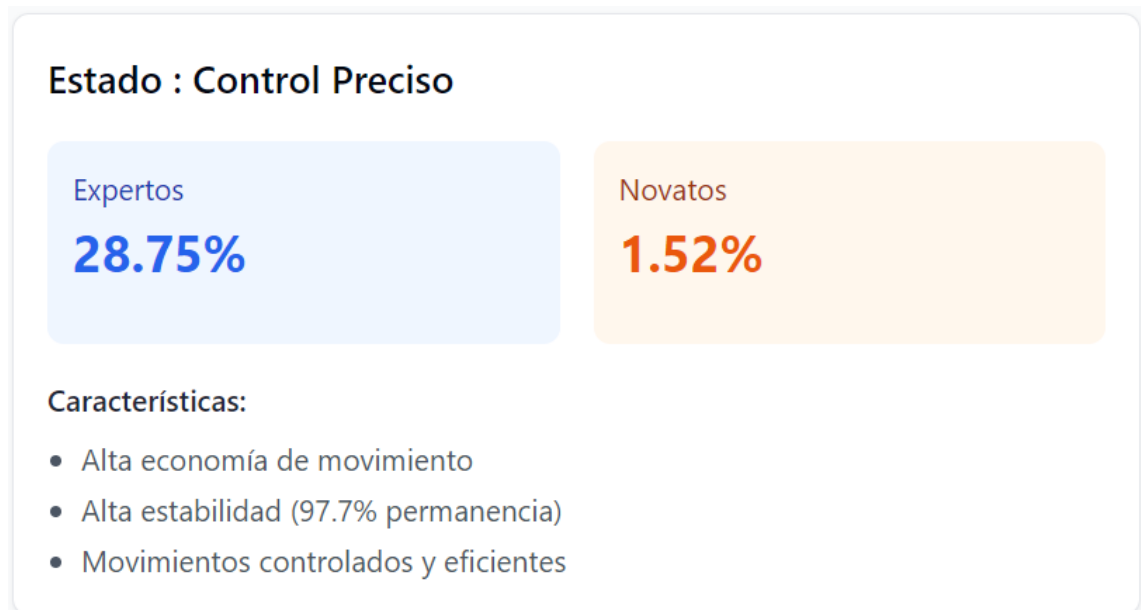 Estado : Control Preciso
Expertos
28.75%
Novatos
1.52%
Características:
• Alta economía de movimiento
• Alta estabilidad (97.7% permanencia)
• Movimientos controlados y eficientes